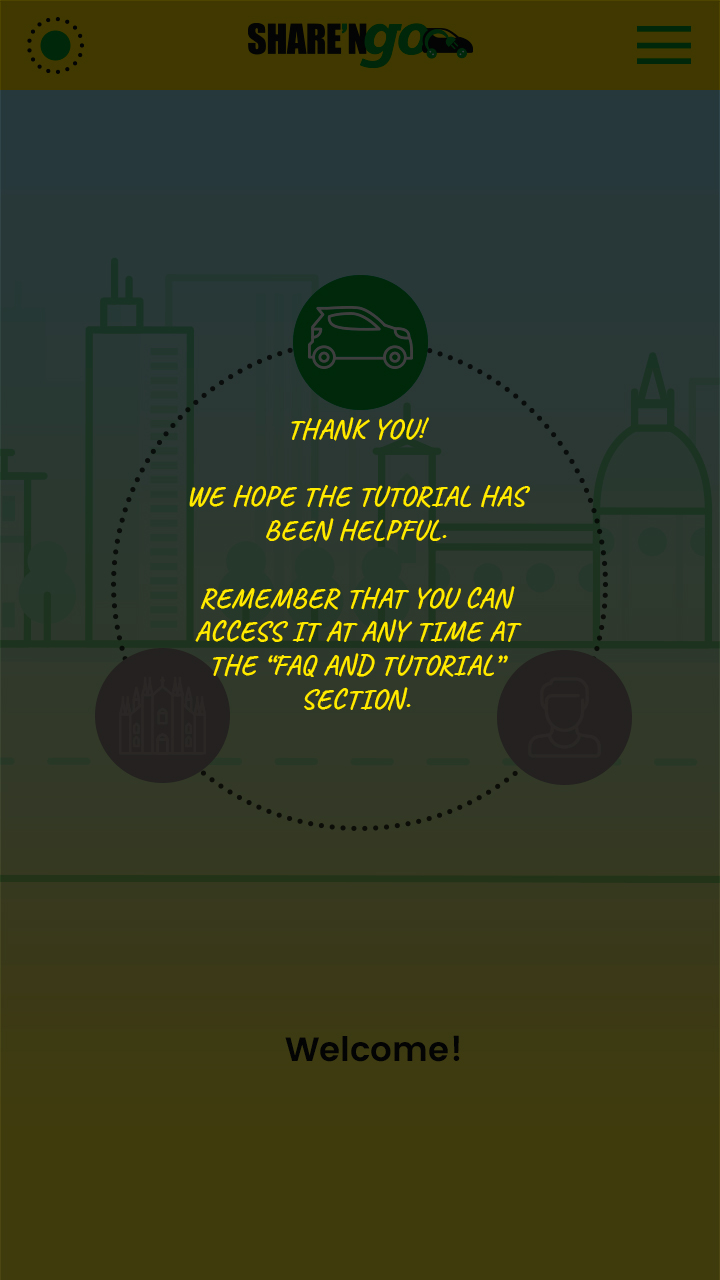 SHARE'N go
THANK YOU!
WE HOPE THE TUTORIAL HAS
BEEN HELPFUL.
REMEMBER THAT YOU CAN
ACCESS IT AT ANY TIME AT
THE “FAQ AND TUTORIAL”
SECTION.
Welcome!